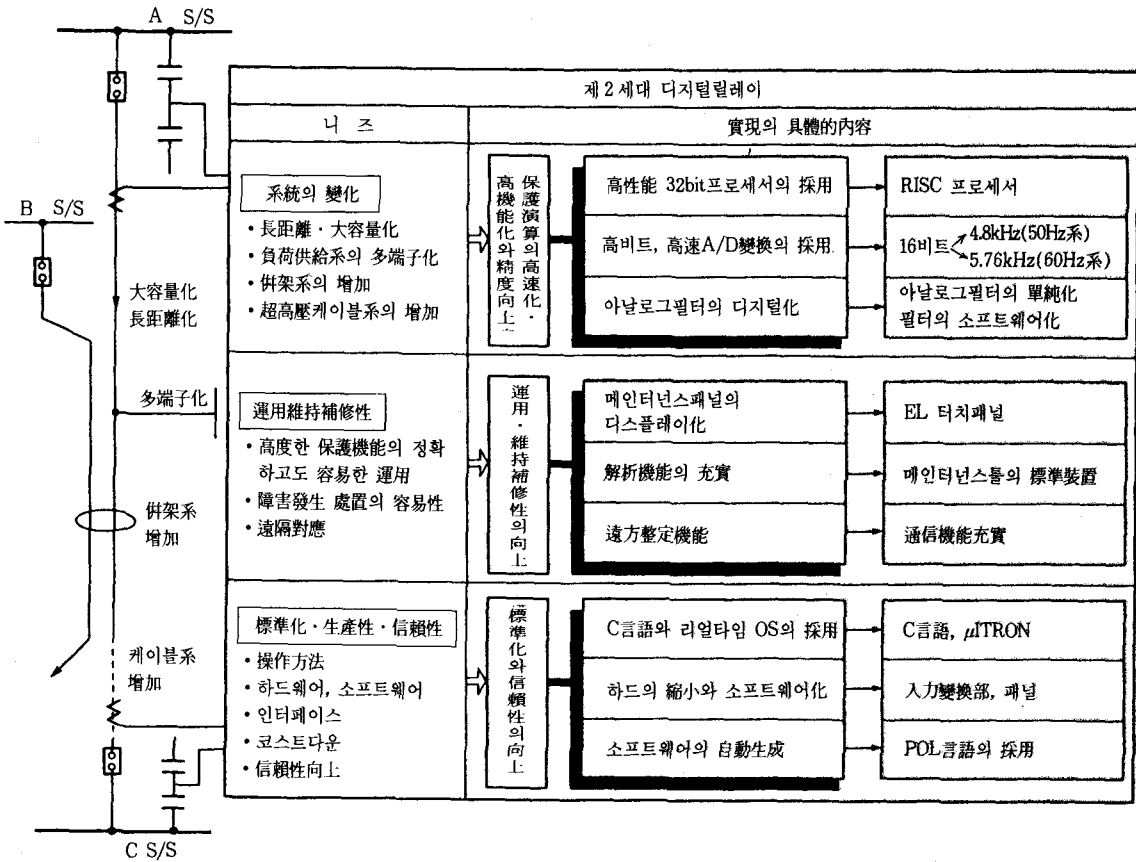 A S/S
제2세대 디지털릴레이
니 즈
實現의 具體的內容
系統의 變化
• 長距離 · 大容量化
• 負荷供給系의 多端子化
• 倂架系의 增加
• 超高壓케이블系의 增加
保護演算의 高速化 ·
高機能化와 精度向上
高性能 32bit프로세서의 採用
RISC 프로세서
高비트, 高速A/D變換의 採用
16비트
4.8kHz(50Hz系)
5.76kHz(60Hz系)
아날로그필터의 디지털化
아날로그필터의 單純化
필터의 소프트웨어化
B S/S
大容量化
長距離化
多端子化
運用維持補修性
• 高度한 保護機能의 정확
하고도 容易한 運用
• 障害發生 處置의 容易性
• 遠隔對應
運用 · 維持補修性의 向上
메인터넌스패널의
디스플레이化
EL 터치패널
解析機能의 充實
메인터넌스툴의 標準裝置
遠方整定機能
通信機能充實
倂架系
增加
標準化 · 生產性 · 信賴性
• 操作方法
• 하드웨어, 소프트웨어
• 인터페이스
• 코스트다운
• 信賴性向上
標準化와 信賴性의 向上
C言語와 리얼타임 OS의 採用
C言語, μITRON
하드의 縮小와 소프트웨어化
入力變換部, 패널
소프트웨어의 自動生成
POL言語의 採用
케이블系
增加
C S/S